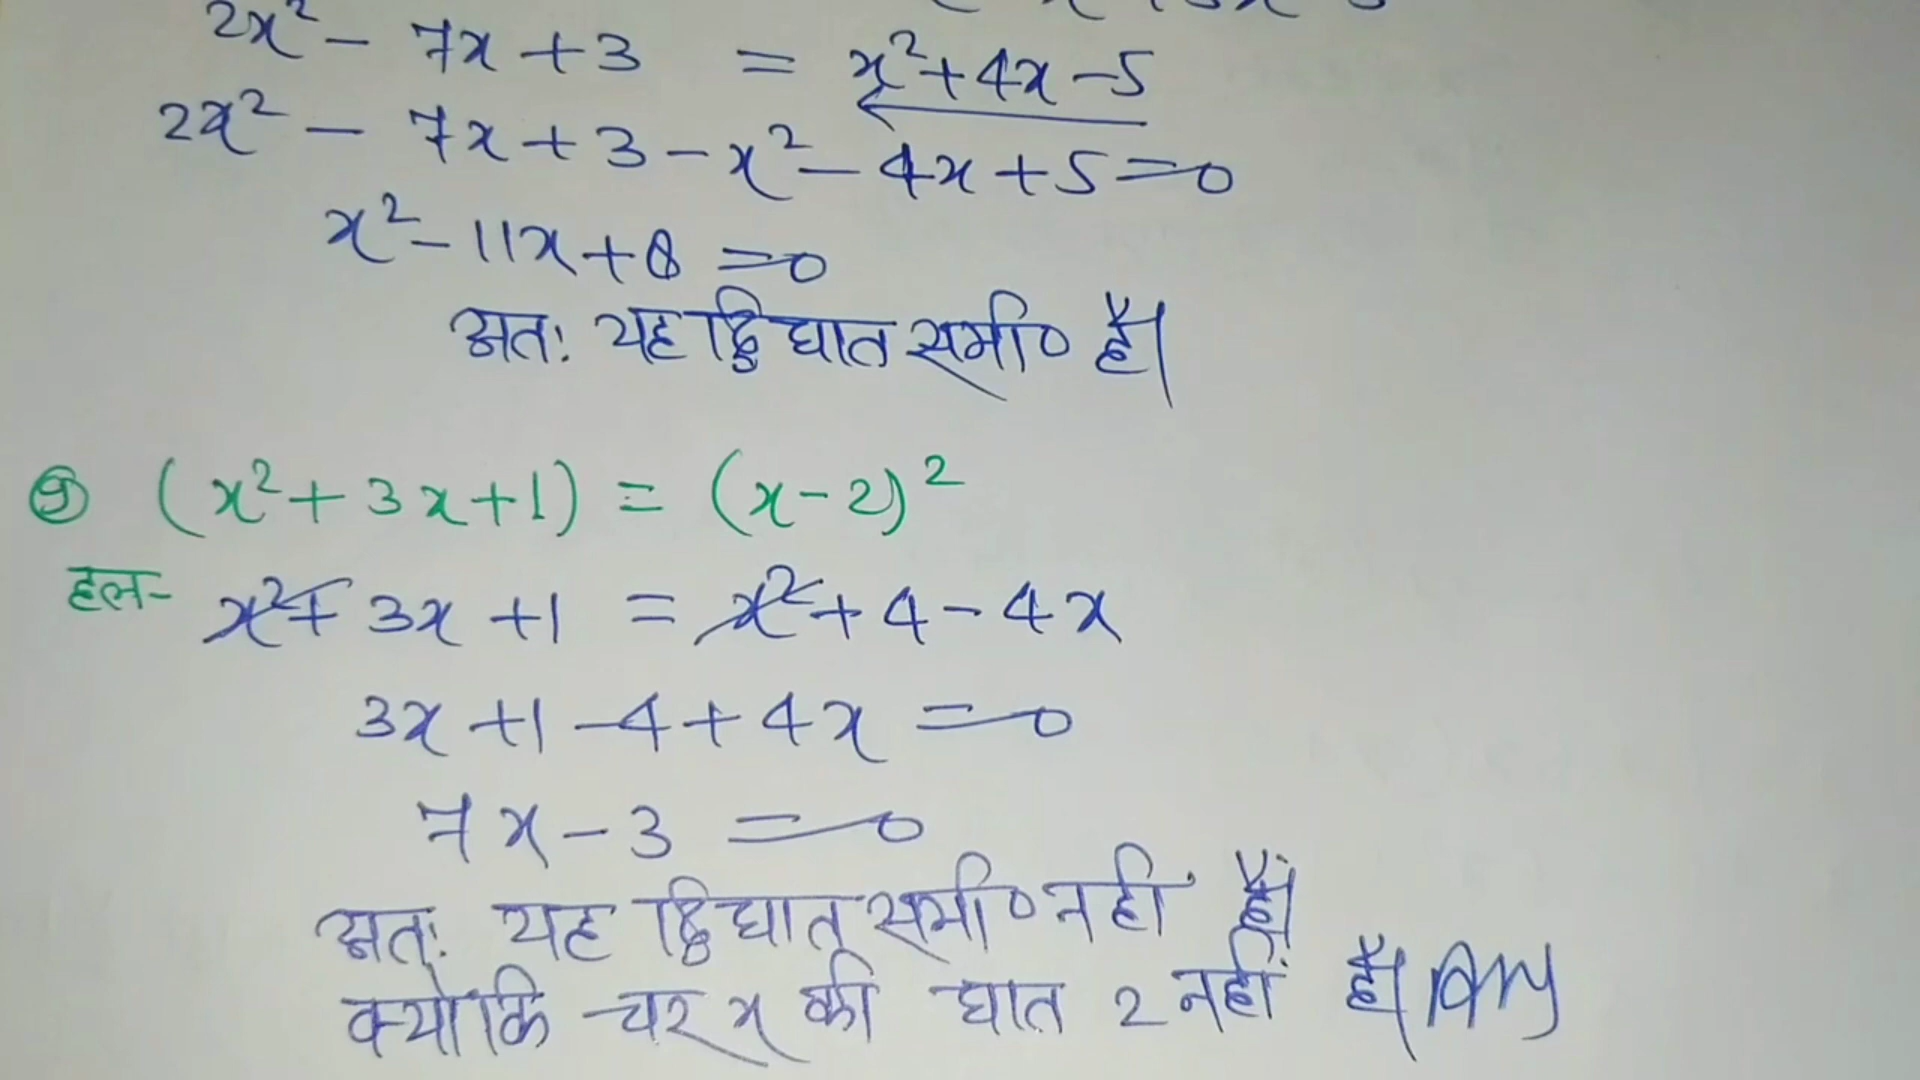 2x² - 7x + 3 = x² + 4x - 5
2x² - 7x + 3 - x² - 4x + 5 = 0
x² - 11x + 8 = 0
अतः यह द्विघात समी० है।
(x² + 3x + 1) = (x - 2)²
हल- x² + 3x + 1 = x² + 4 - 4x
3x + 1 - 4 + 4x = 0
7x - 3 = 0
अतः यह द्विघात समी० नहीं हैं।
क्योंकि चर x की घात 2 नहीं है। Any